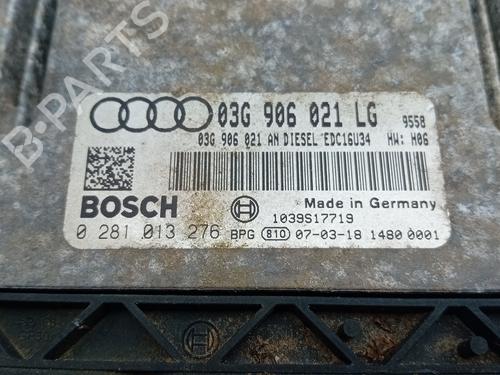 03G 906 021 LG 9558
03G 906 021 AN DIESEL EDC16U34 HW: H06
BOSCH
Made in Germany
1039S17719
0 281 013 276 BPG 810 07-03-18 1480 0001
B-PARTS